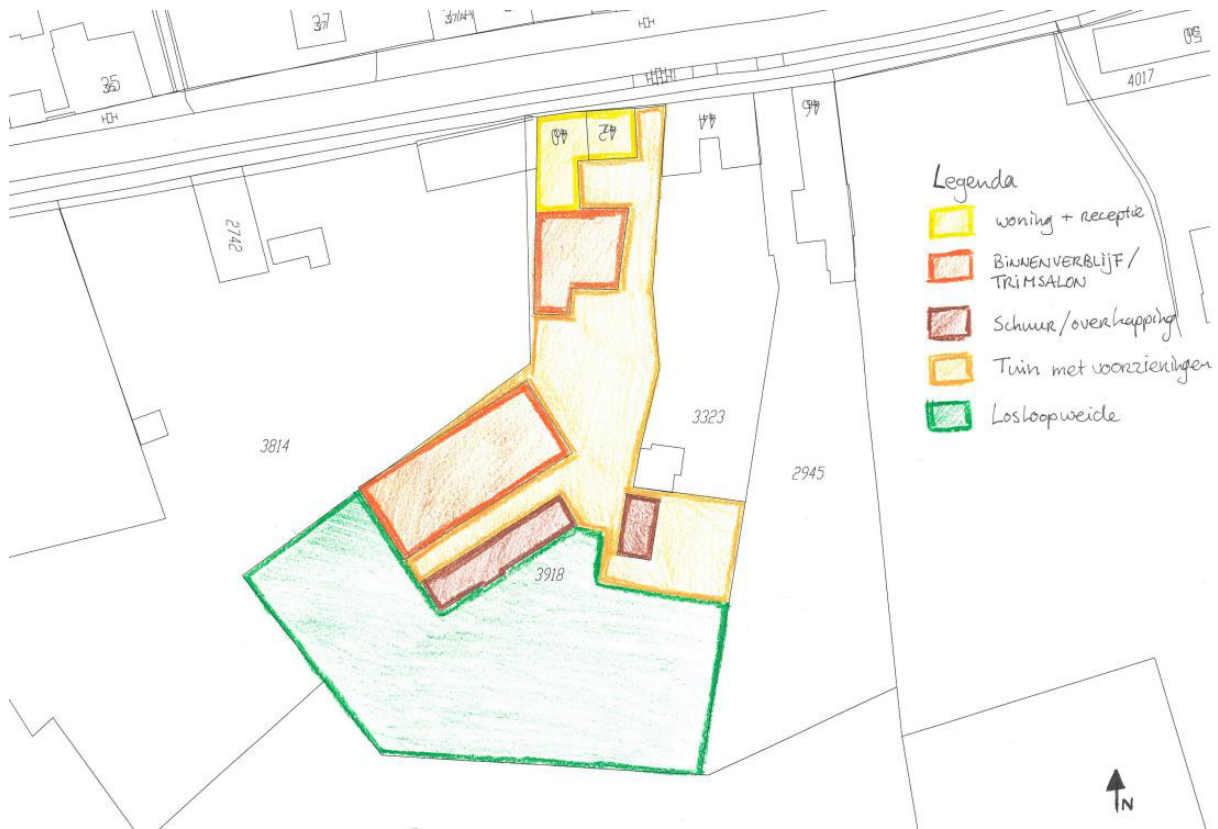 35
37
40
42
44
46
50
4017
2742
3814
3323
2945
3918
Legenda
woning + receptie
BINNENVERBLIJF/
TRIMSALON
Schuur/overkapping
Tuin met voorzieningen
Losloopweide
N